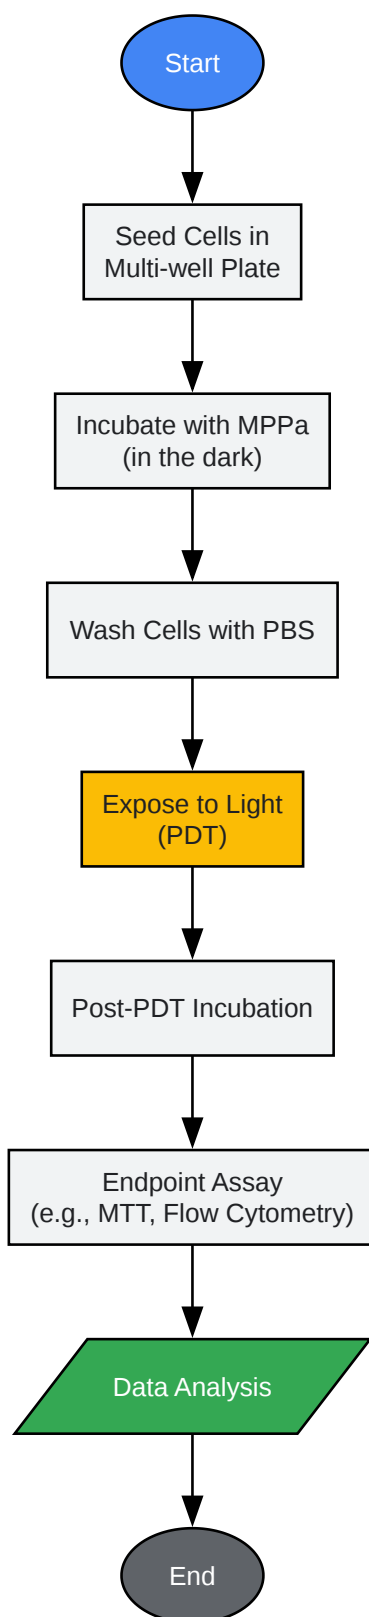 Start
Seed Cells in
Multi-well Plate
Incubate with MPPa
(in the dark)
Wash Cells with PBS
Expose to Light
(PDT)
Post-PDT Incubation
Endpoint Assay
(e.g., MTT, Flow Cytometry)
Data Analysis
End